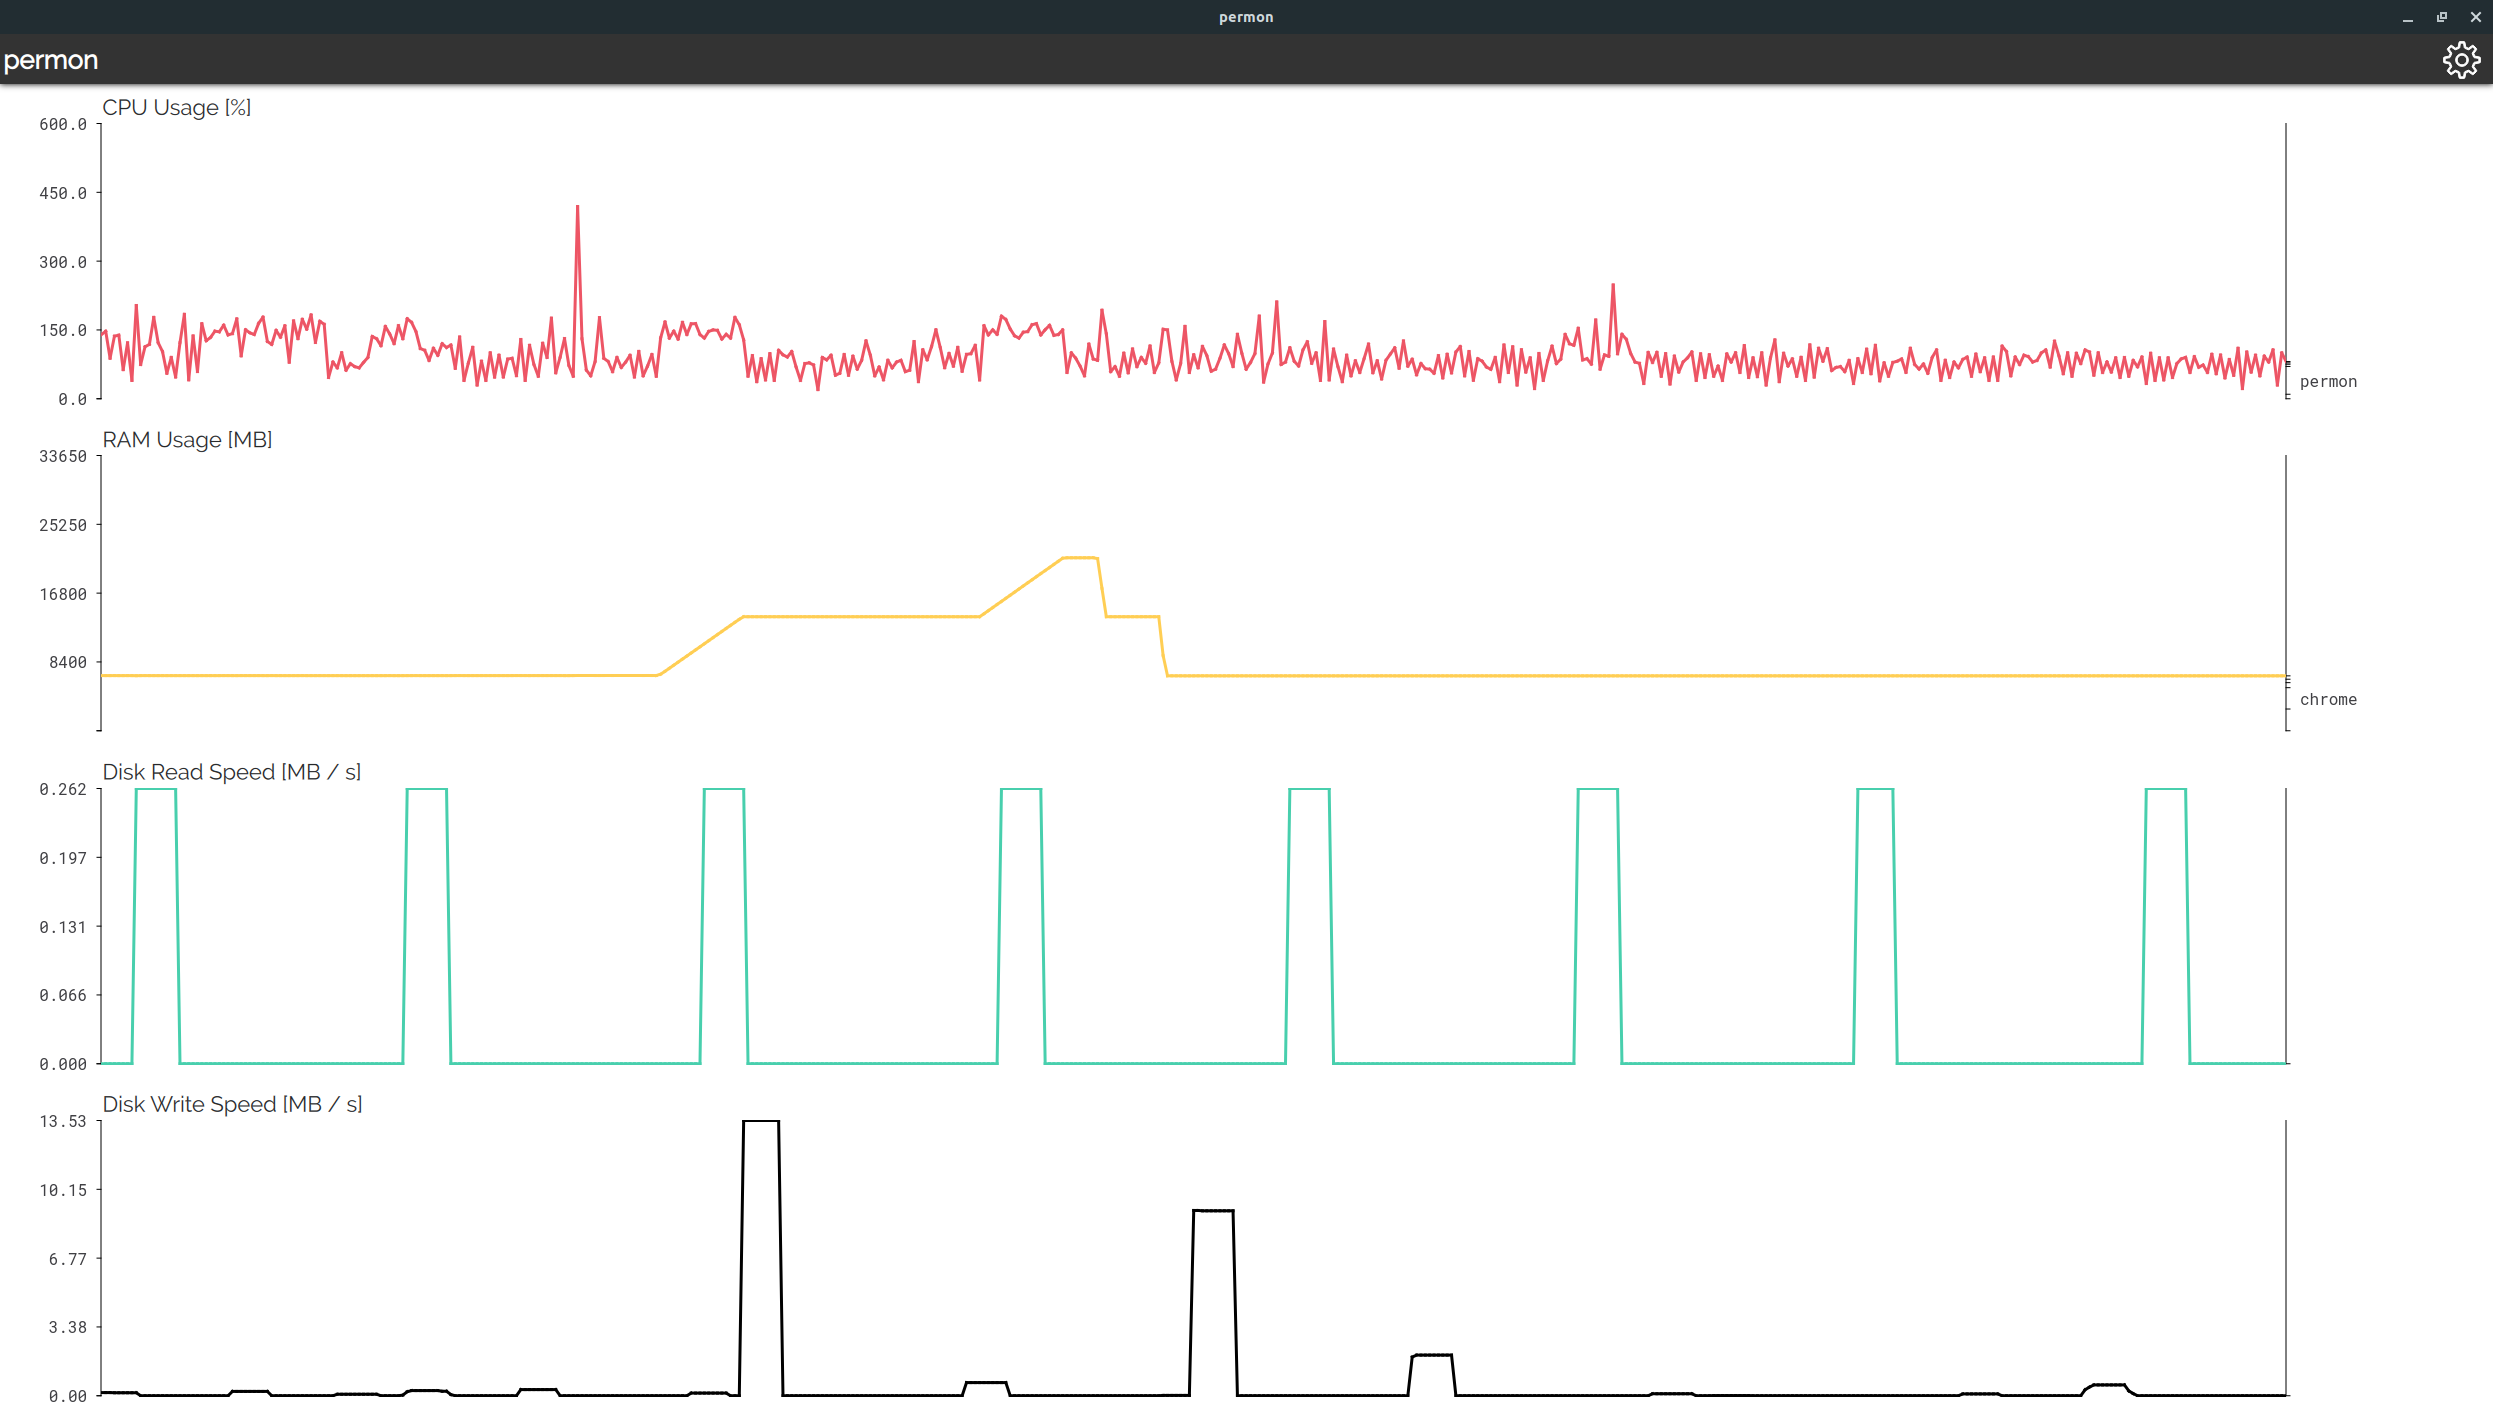 permon
permon
CPU Usage [%]
600.0
450.0
300.0
150.0
0.0
permon
RAM Usage [MB]
33650
25250
16800
8400
chrome
Disk Read Speed [MB / s]
0.262
0.197
0.131
0.066
0.000
Disk Write Speed [MB / s]
13.53
10.15
6.77
3.38
0.00